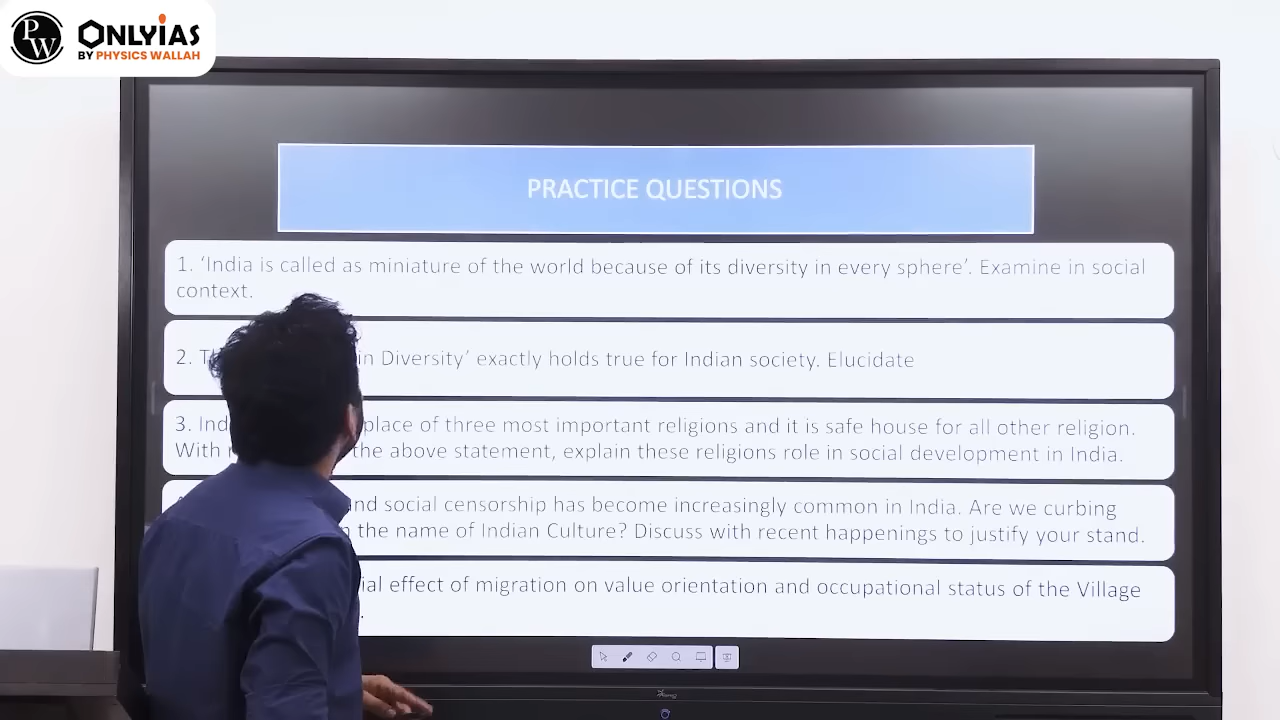 PW
ONLYIAS
BY PHYSICS WALLAH
PRACTICE QUESTIONS
1. ‘India is called as miniature of the world because of its diversity in every sphere’. Examine in social
context.
2. in Diversity’ exactly holds true for Indian society. Elucidate
3. place of three most important religions and it is safe house for all other religion.
With the above statement, explain these religions role in social development in India.
and social censorship has become increasingly common in India. Are we curbing
the name of Indian Culture? Discuss with recent happenings to justify your stand.
effect of migration on value orientation and occupational status of the Village
.